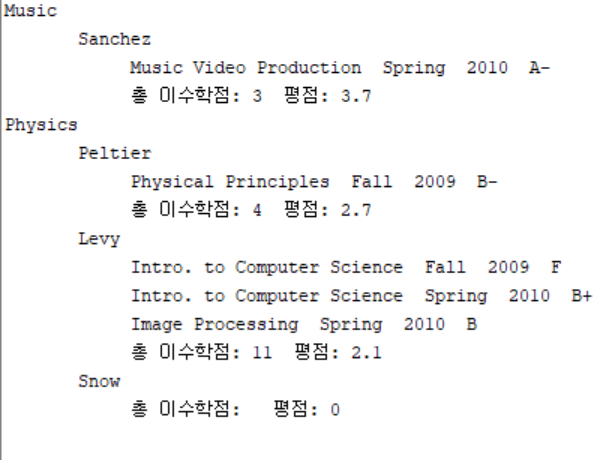 Music
Sanchez
Music Video Production Spring 2010 A-
총 이수학점: 3 평점: 3.7
Physics
Peltier
Physical Principles Fall 2009 B-
총 이수학점: 4 평점: 2.7
Levy
Intro. to Computer Science Fall 2009 F
Intro. to Computer Science Spring 2010 B+
Image Processing Spring 2010 B
총 이수학점: 11 평점: 2.1
Snow
총 이수학점: 평점: 0